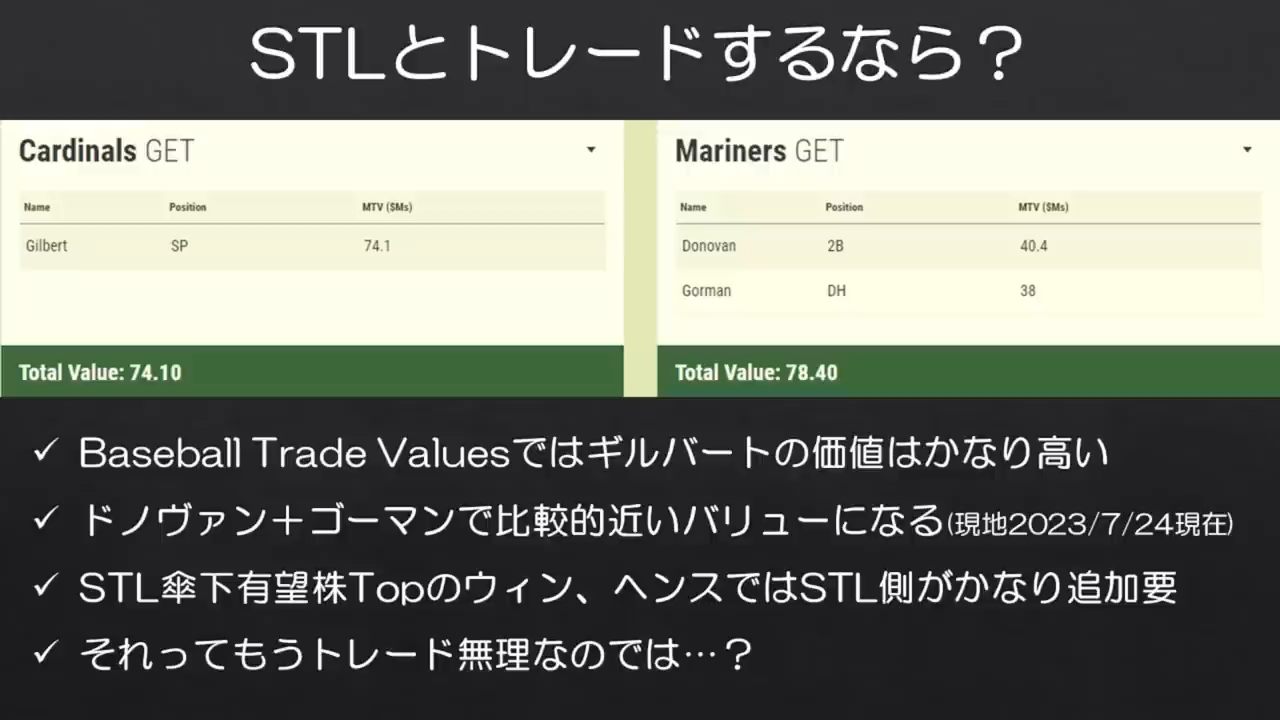 STLとトレードするなら？
Cardinals GET
Name Position MTV ($Ms)
Gilbert SP 74.1
Total Value: 74.10
Mariners GET
Name Position MTV ($Ms)
Donovan 2B 40.4
Gorman DH 38
Total Value: 78.40
✓ Baseball Trade Valuesではギルバートの価値はかなり高い
✓ ドノヴァン＋ゴーマンで比較的近いバリューになる(現地2023/7/24現在)
✓ STL傘下有望株Topのウィン、ヘンスではSTL側がかなり追加要
✓ それってもうトレード無理なのでは…？